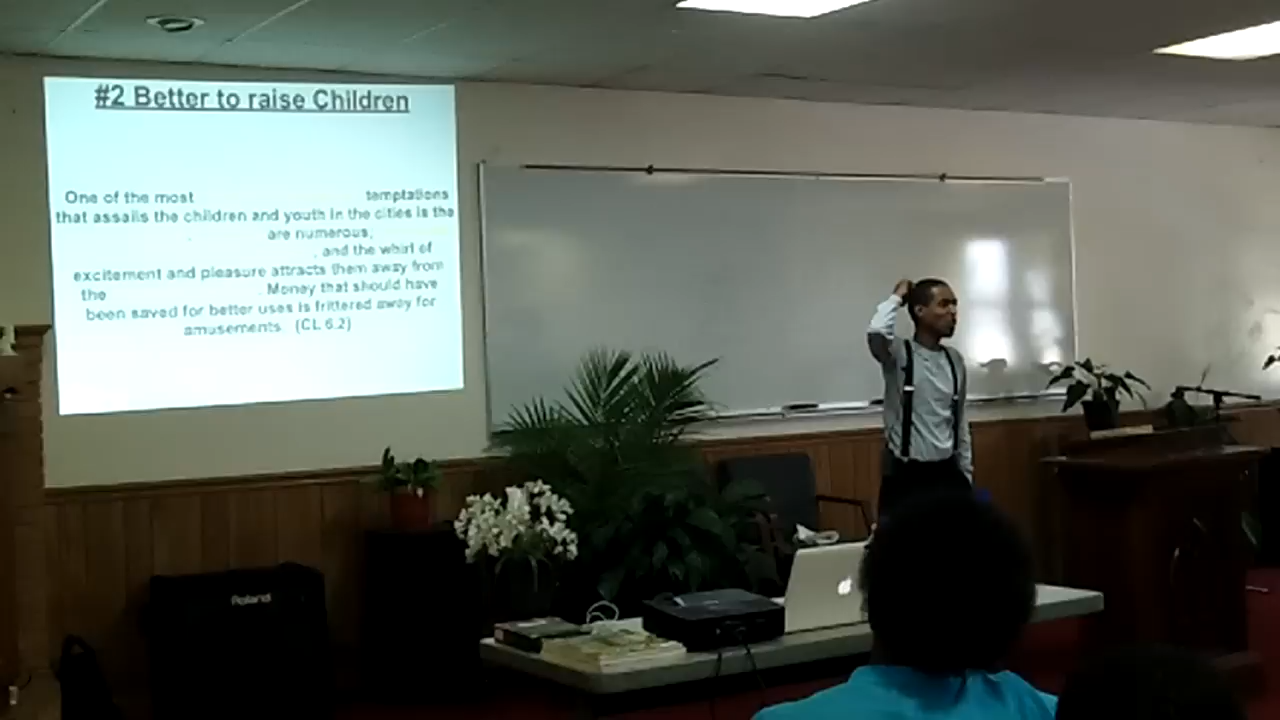 #2 Better to raise Children
One of the most temptations
that assails the children and youth in the cities is the
. are numerous,
, and the whirl of
excitement and pleasure attracts them away from
the . Money that should have
been saved for better uses is frittered away for
amusements (CL 6.2)
Roland